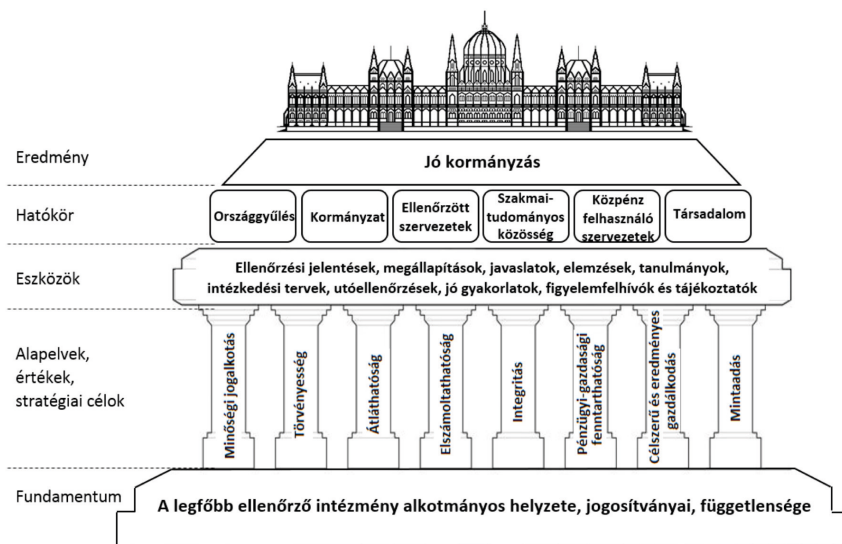 Eredmény
Jó kormányzás
Hatókör
Országgyűlés
Kormányzat
Ellenőrzött
szervezetek
Szakmai-
tudományos
közösség
Közpénz
felhasználó
szervezetek
Társadalom
Eszközök
Ellenőrzési jelentések, megállapítások, javaslatok, elemzések, tanulmányok,
intézkedési tervek, utóellenőrzések, jó gyakorlatok, figyelemfelhívók és tájékoztatók
Alapelvek,
értékek,
stratégiai célok
Minőségi jogalkotás
Törvényesség
Átláthatóság
Elszámoltathatóság
Integritás
Pénzügyi-gazdasági
fenntarthatóság
Célszerű és eredményes
gazdálkodás
Mintaadás
Fundamentum
A legfőbb ellenőrző intézmény alkotmányos helyzete, jogosítványai, függetlensége